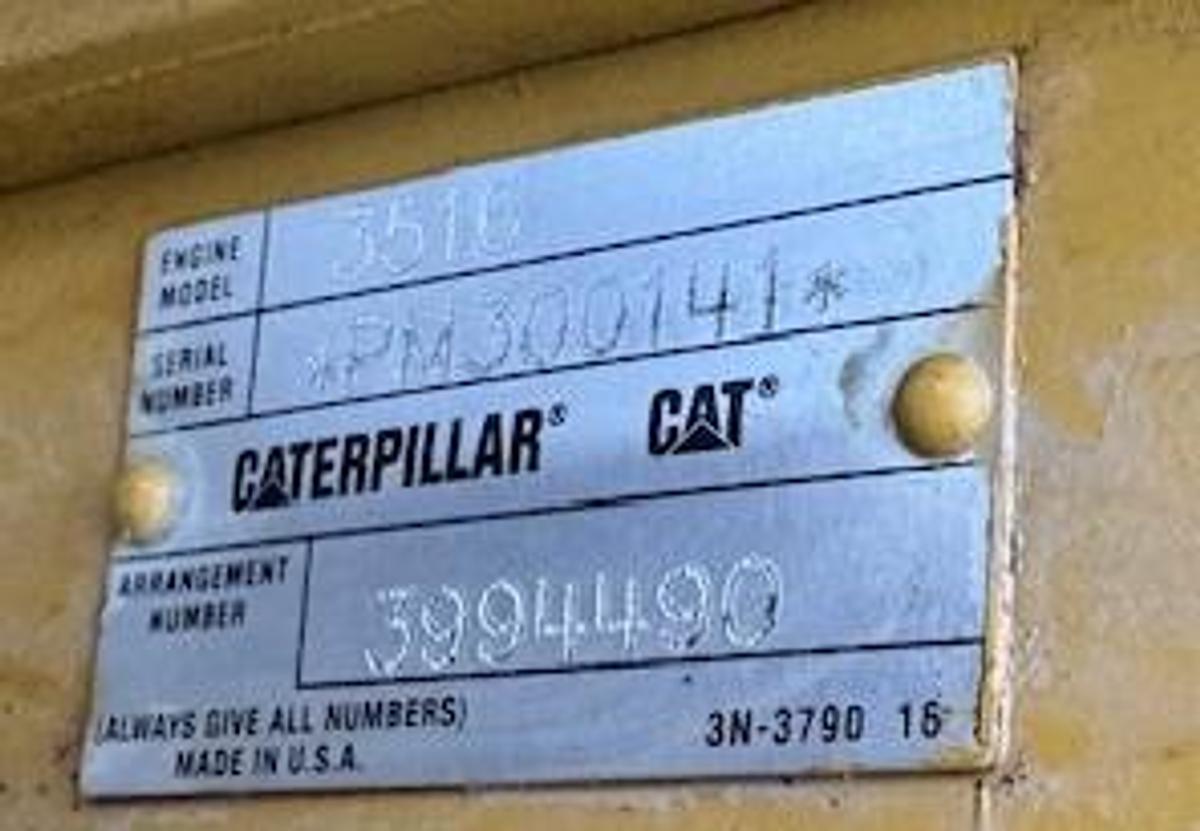 ENGINE MODEL 3516
SERIAL NUMBER *PM300141*
CATERPILLAR® CAT®
ARRANGEMENT NUMBER 3994490
(ALWAYS GIVE ALL NUMBERS) 3N-3790 16
MADE IN U.S.A.